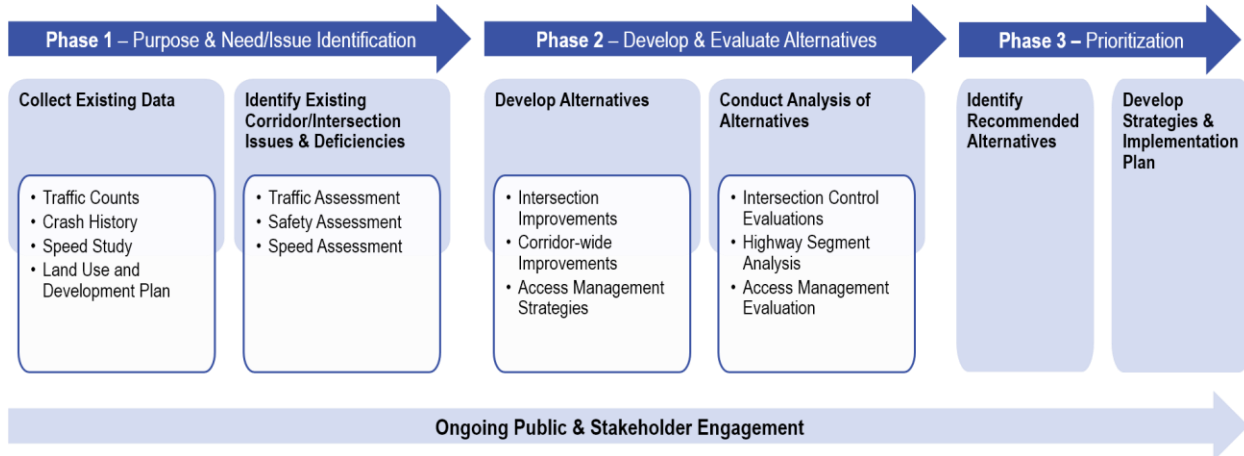 Phase 1 – Purpose & Need/Issue Identification
Collect Existing Data
• Traffic Counts
• Crash History
• Speed Study
• Land Use and
Development Plan
Identify Existing
Corridor/Intersection
Issues & Deficiencies
• Traffic Assessment
• Safety Assessment
• Speed Assessment
Phase 2 – Develop & Evaluate Alternatives
Develop Alternatives
• Intersection
Improvements
• Corridor-wide
Improvements
• Access Management
Strategies
Conduct Analysis of
Alternatives
• Intersection Control
Evaluations
• Highway Segment
Analysis
• Access Management
Evaluation
Phase 3 – Prioritization
Identify
Recommended
Alternatives
Develop
Strategies &
Implementation
Plan
Ongoing Public & Stakeholder Engagement